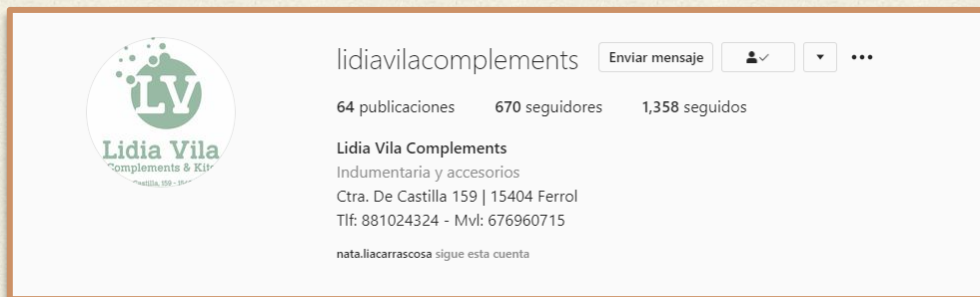 LV
Lidia Vila
Complements & Kits
lidiavilacomplements Enviar mensaje
64 publicaciones 670 seguidores 1,358 seguidos
Lidia Vila Complements
Indumentaria y accesorios
Ctra. De Castilla 159 | 15404 Ferrol
Tlf: 881024324 - Mvl: 676960715
nata.liacarrascosa sigue esta cuenta